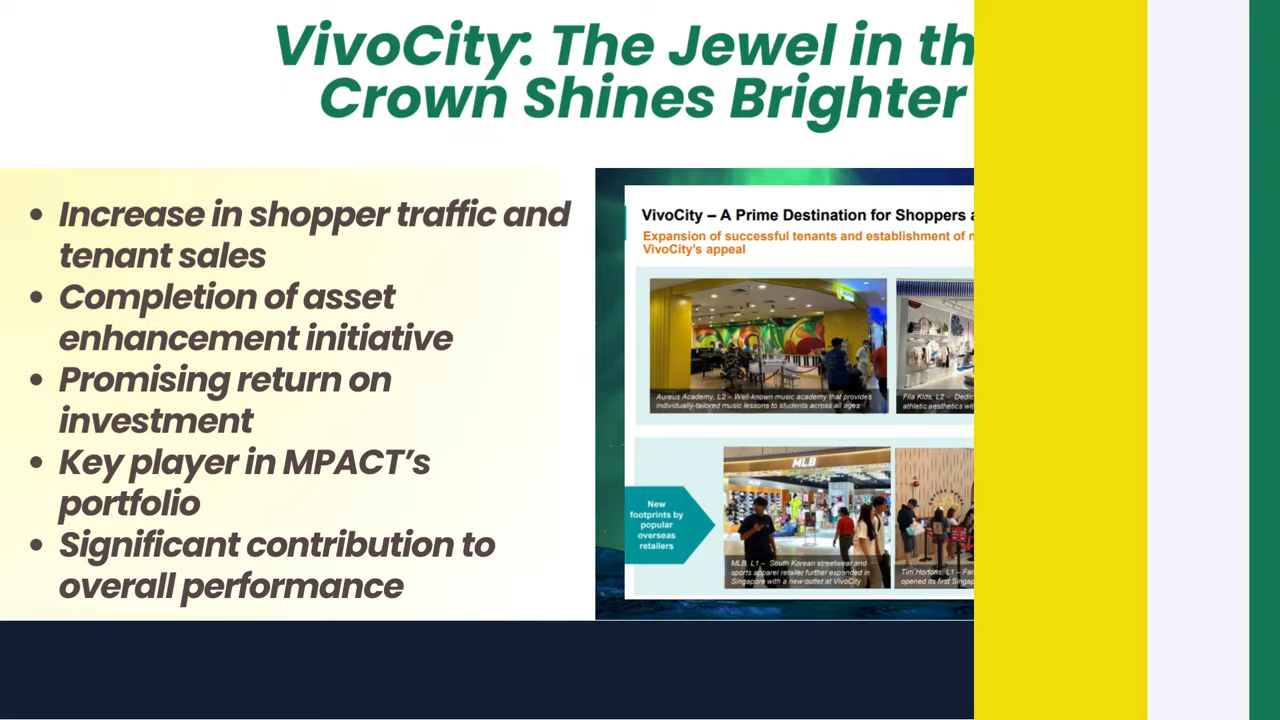 VivoCity: The Jewel in th
Crown Shines Brighter
• Increase in shopper traffic and
tenant sales
• Completion of asset
enhancement initiative
• Promising return on
investment
• Key player in MPACT’s
portfolio
• Significant contribution to
overall performance
VivoCity – A Prime Destination for Shoppers a
Expansion of successful tenants and establishment of n
VivoCity's appeal
Aureus Academy, L2 – Well-known music academy that provides
individually-tailored music lessons to students across all ages
Fila Kids, L2 – Dedic
athletic aesthetics wit
New
footprints by
popular
overseas
retailers
MLB
MLB, L1 – South Korean streetwear and
sports apparel retailer further expanded in
Singapore with a new outlet at VivoCity
Tim Hortons, L1 – Fam
opened its first Singap